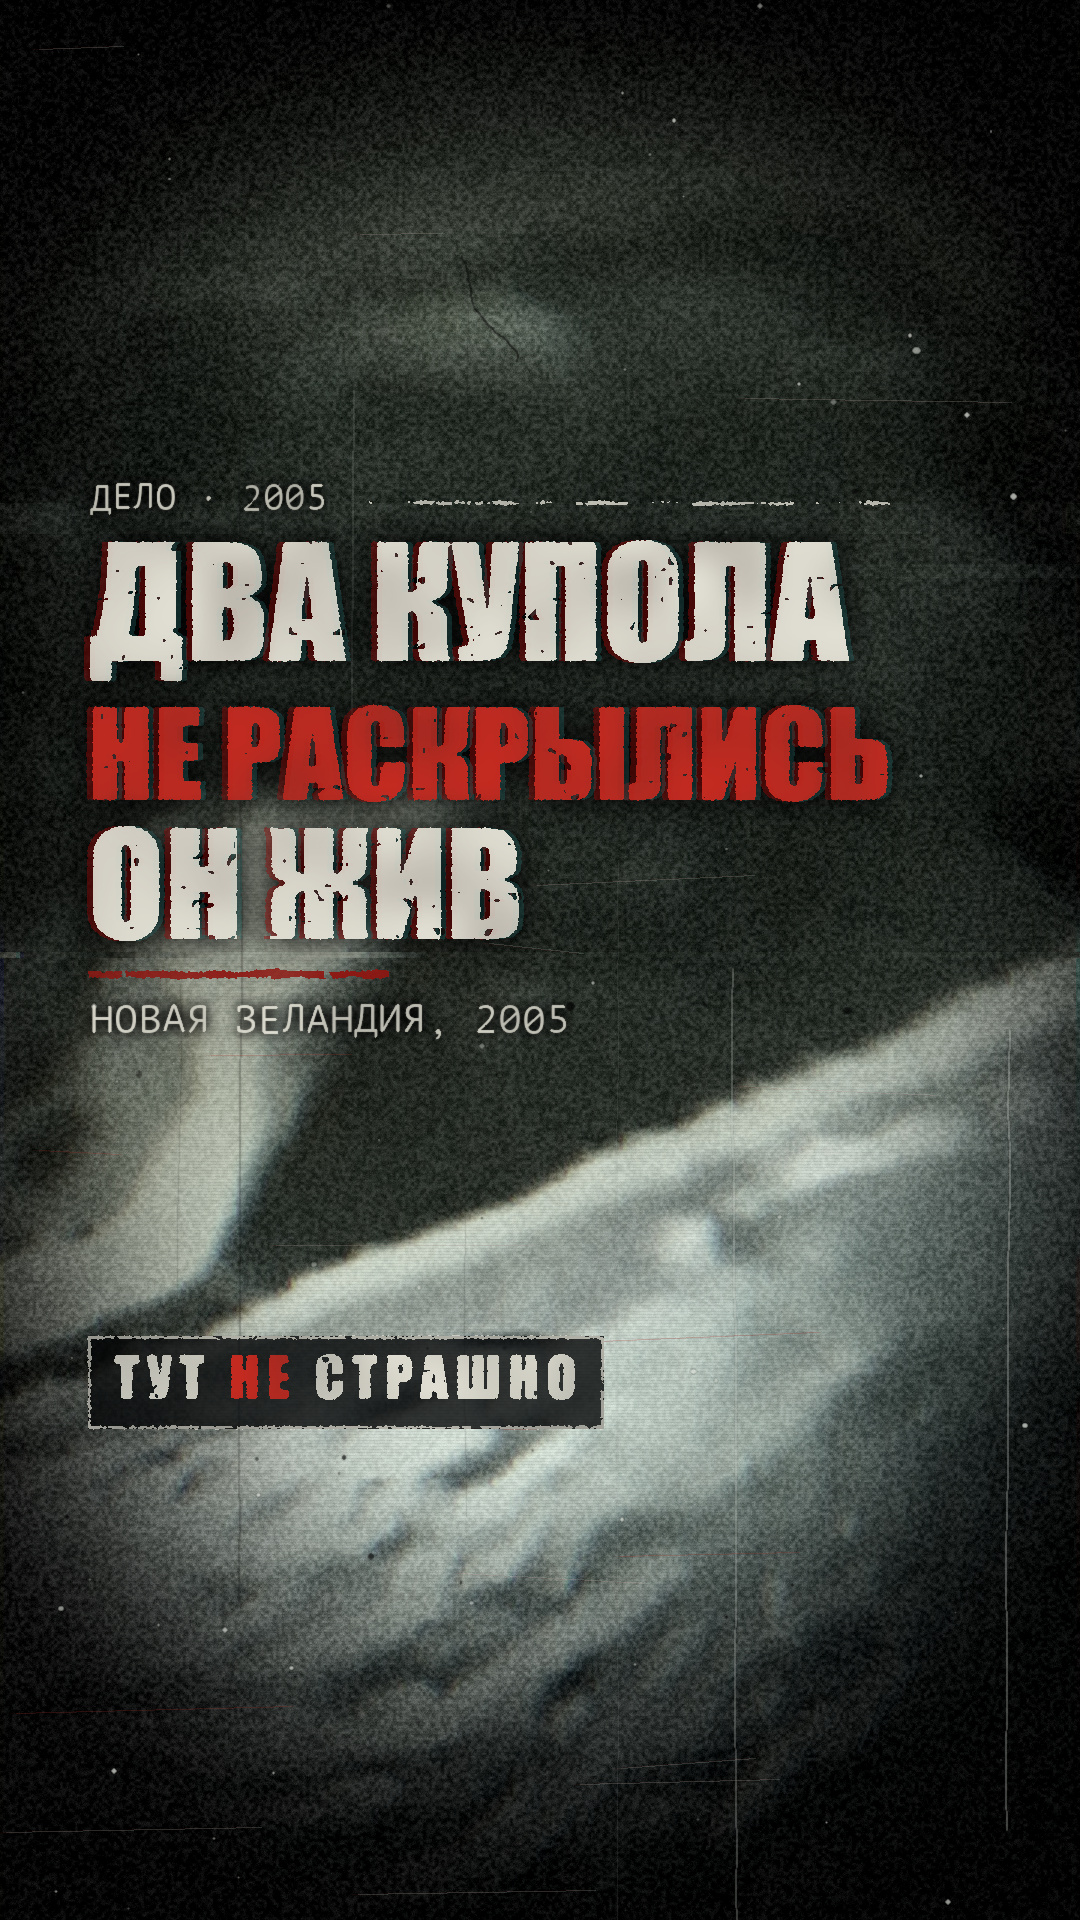 ДЕЛО · 2005
ДВА КУПОЛА
НЕ РАСКРЫЛИСЬ
ОН ЖИВ
НОВАЯ ЗЕЛАНДИЯ, 2005
ТУТ НЕ СТРАШНО